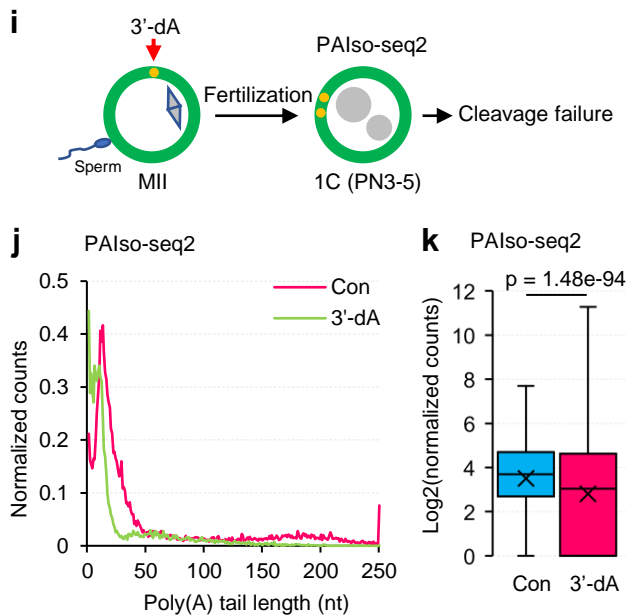 i
3'-dA
PAIso-seq2
Fertilization
Cleavage failure
Sperm
MII
1C (PN3-5)
j
PAIso-seq2
Con
3'-dA
Normalized counts
0.5
0.4
0.3
0.2
0.1
0
0 50 100 150 200 250
Poly(A) tail length (nt)
k
PAIso-seq2
p = 1.48e-94
Log2(normalized counts)
12
10
8
6
4
2
0
Con 3'-dA